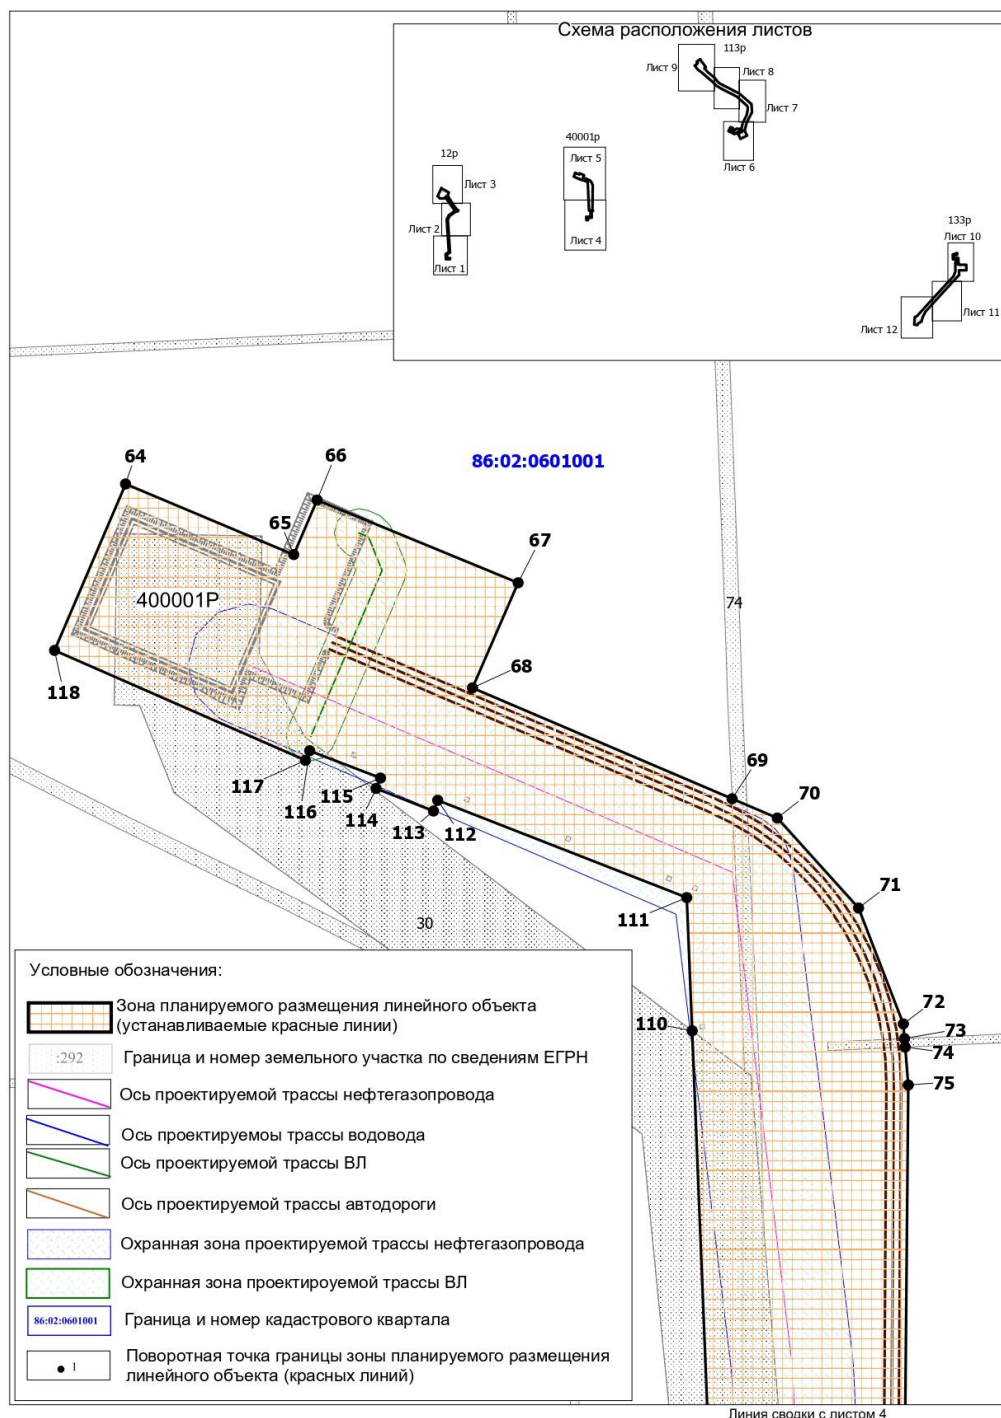 Схема расположения листов
113р
Лист 9
Лист 8
Лист 7
Лист 6
40001р
Лист 5
Лист 4
12р
Лист 3
Лист 2
Лист 1
133р
Лист 10
Лист 11
Лист 12
86:02:0601001
64
66
65
67
400001Р
74
68
118
69
70
117
116
115
114
113
112
71
111
30
72
73
74
75
110
Условные обозначения:
Зона планируемого размещения линейного объекта
(устанавливаемые красные линии)
:292
Граница и номер земельного участка по сведениям ЕГРН
Ось проектируемой трассы нефтегазопровода
Ось проектируемоы трассы водовода
Ось проектируемой трассы ВЛ
Ось проектируемой трассы автодороги
Охранная зона проектируемой трассы нефтегазопровода
Охранная зона проектироуемой трассы ВЛ
86:02:0601001
Граница и номер кадастрового квартала
1
Поворотная точка границы зоны планируемого размещения
линейного объекта (красных линий)
Линия сводки с листом 4